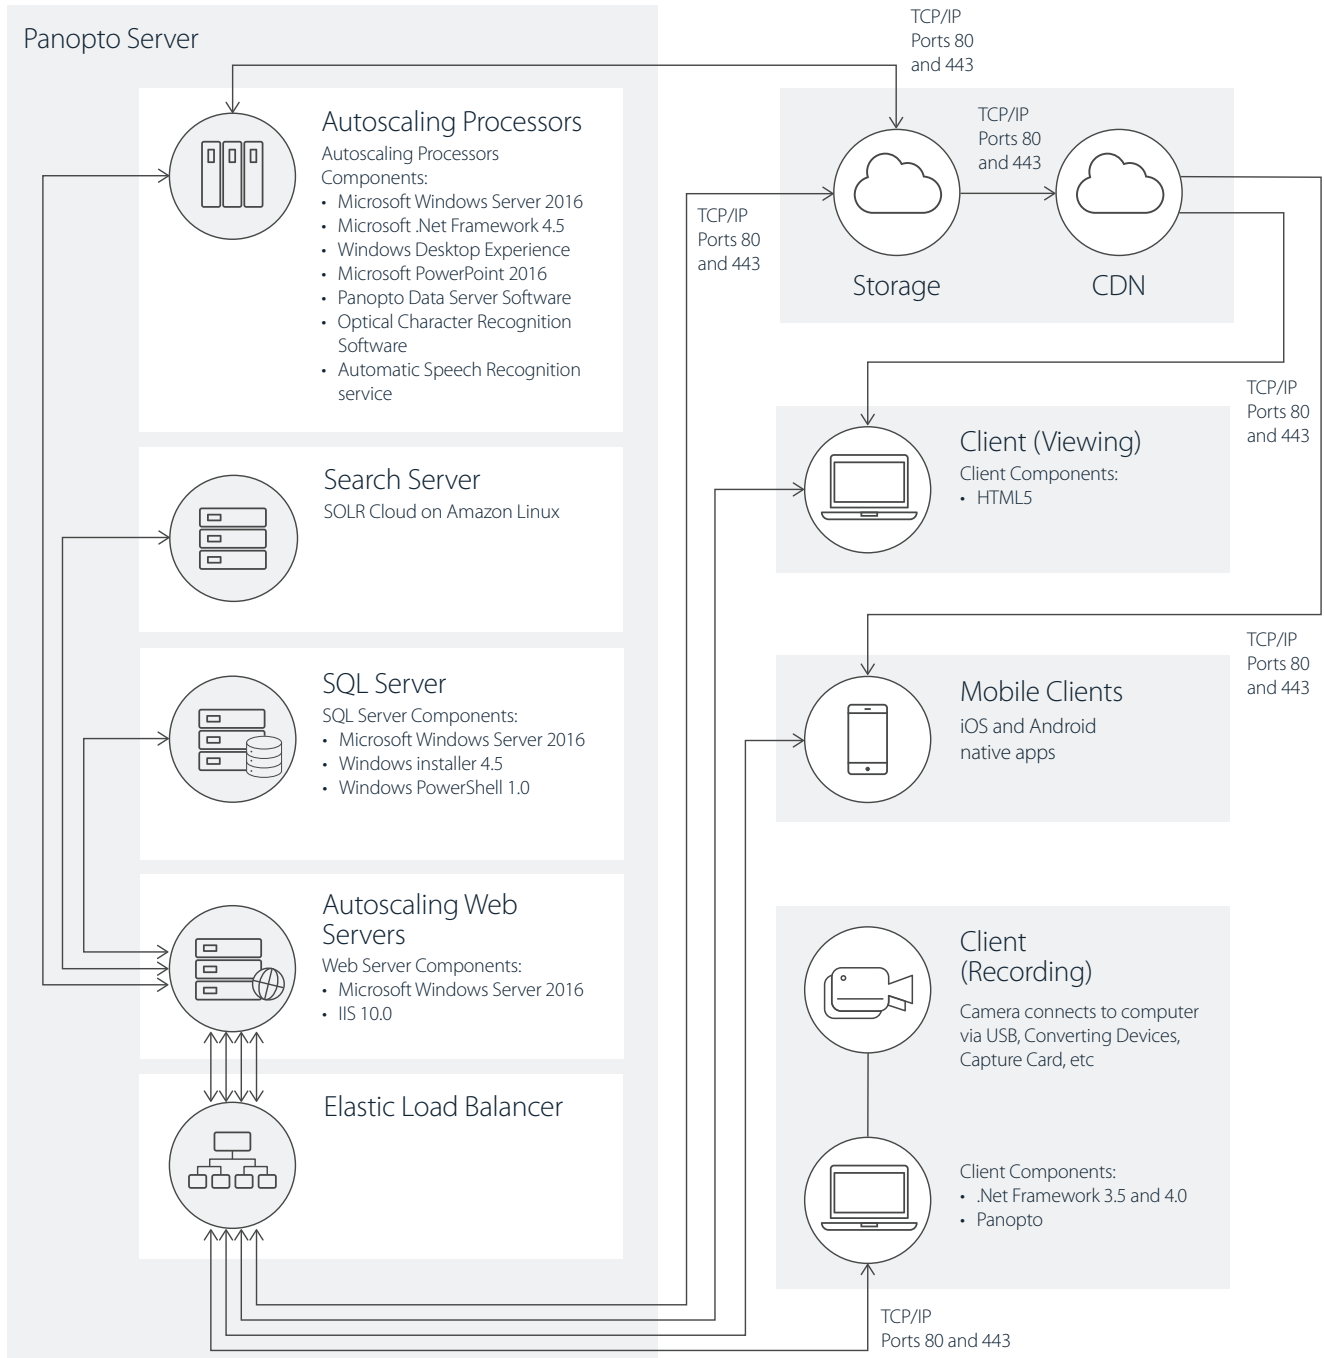 Panopto Server
Autoscaling Processors
Autoscaling Processors
Components:
• Microsoft Windows Server 2016
• Microsoft .Net Framework 4.5
• Windows Desktop Experience
• Microsoft PowerPoint 2016
• Panopto Data Server Software
• Optical Character Recognition
Software
• Automatic Speech Recognition
service
Search Server
SOLR Cloud on Amazon Linux
SQL Server
SQL Server Components:
• Microsoft Windows Server 2016
• Windows installer 4.5
• Windows PowerShell 1.0
Autoscaling Web
Servers
Web Server Components:
• Microsoft Windows Server 2016
• IIS 10.0
Elastic Load Balancer
TCP/IP
Ports 80
and 443
TCP/IP
Ports 80
and 443
TCP/IP
Ports 80
and 443
Storage
CDN
TCP/IP
Ports 80
and 443
Client (Viewing)
Client Components:
• HTML5
TCP/IP
Ports 80
and 443
Mobile Clients
iOS and Android
native apps
Client
(Recording)
Camera connects to computer
via USB, Converting Devices,
Capture Card, etc
Client Components:
• .Net Framework 3.5 and 4.0
• Panopto
TCP/IP
Ports 80 and 443